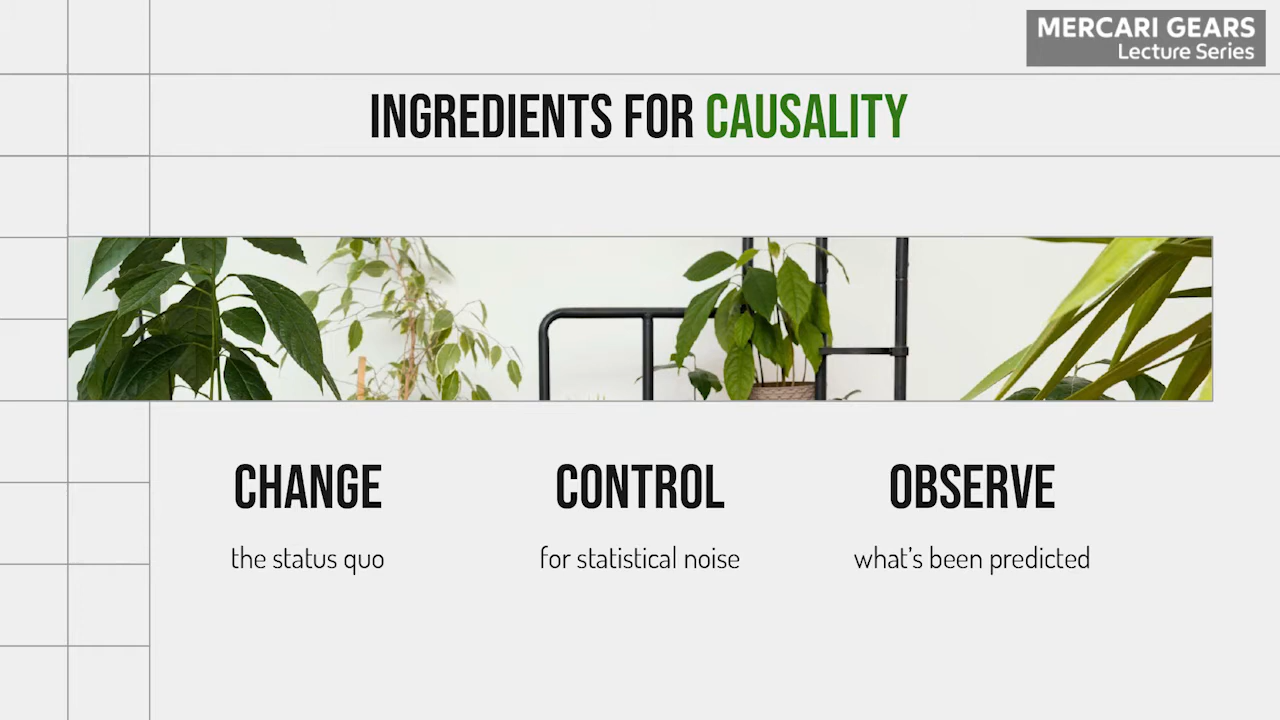 MERCARI GEARS
Lecture Series
INGREDIENTS FOR CAUSALITY
CHANGE
the status quo
CONTROL
for statistical noise
OBSERVE
what's been predicted